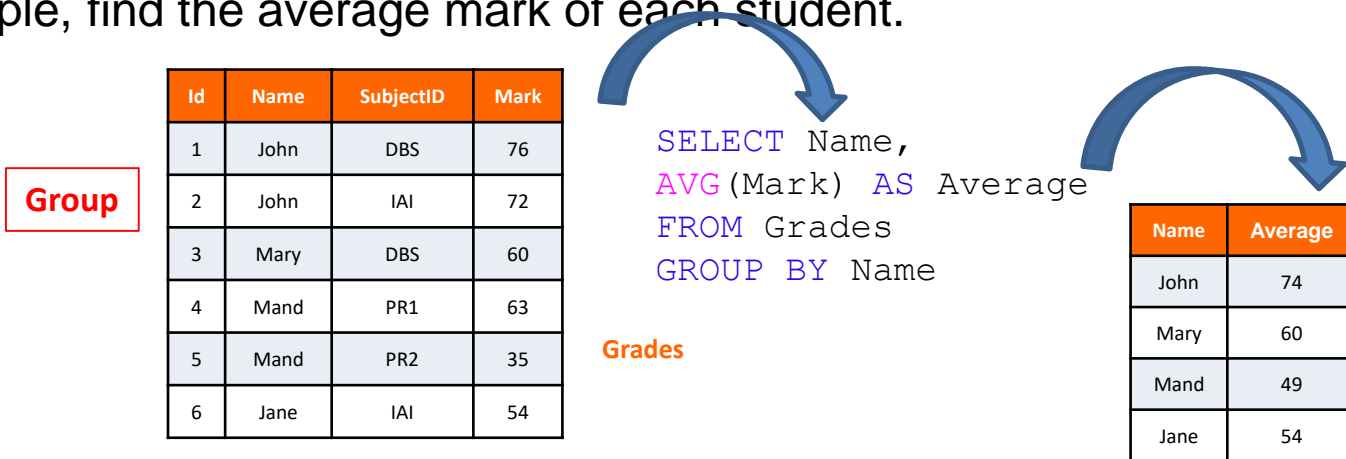 ple, find the average mark of each student.
Group
Id Name SubjectID Mark
1 John DBS 76
2 John IAI 72
3 Mary DBS 60
4 Mand PR1 63
5 Mand PR2 35
6 Jane IAI 54
SELECT Name,
AVG(Mark) AS Average
FROM Grades
GROUP BY Name
Grades
Name Average
John 74
Mary 60
Mand 49
Jane 54